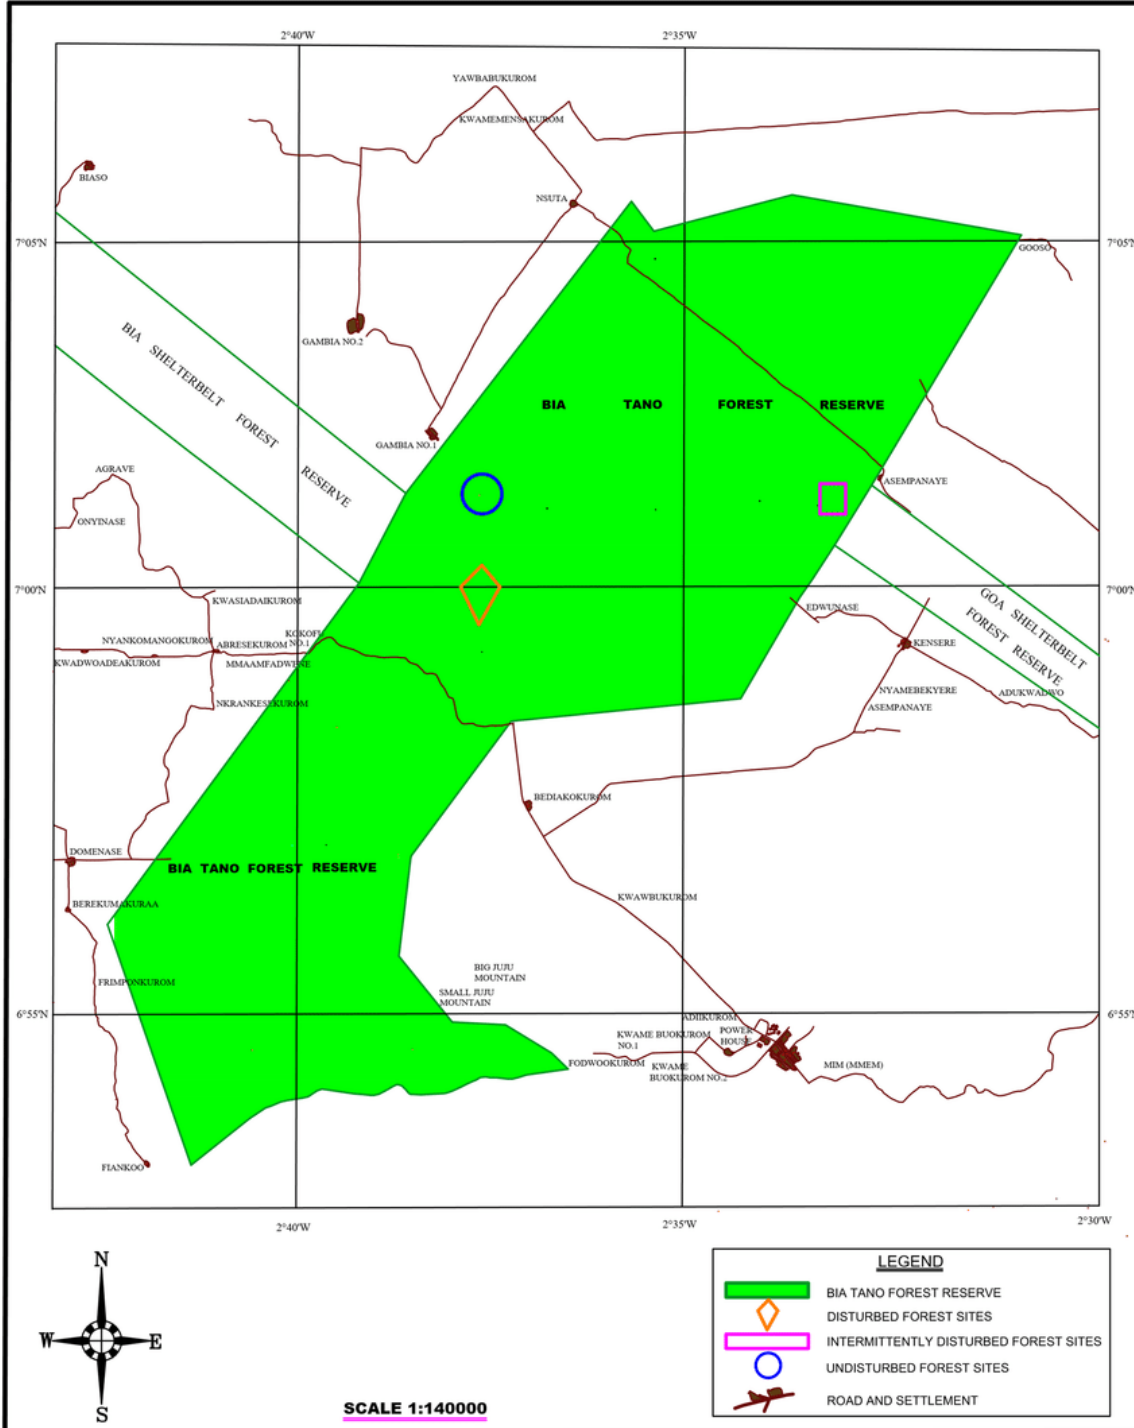 2°40'W
2°35'W
YAWBABUKUROM
KWAMEMENSAKUROM
BIASO
NSUTA
7°05'N
7°05'N
GOOSO
BIA SHELTERBELT FOREST RESERVE
GAMBIA NO.2
BIA TANO FOREST RESERVE
GAMBIA NO.1
AGRAVE
ASEMPANAYE
ONYINASE
7°00'N
7°00'N
GOA SHELTERBELT
FOREST RESERVE
KWASIADAIKUROM
EDWUNASE
KOKOFU
NO.1
NYANKOMANGOKUROM
ABRESEKUROM
KENSERE
KWADWOADEAKUROM
MMAAMFADWENE
NYAMEBEKYERE
ADUKWADWO
NKRANKESEKUROM
ASEMPANAYE
BEDIAKOKUROM
DOMENASE
BIA TANO FOREST RESERVE
KWAWBUKUROM
BEREKUMAKURAA
BIG JUJU
MOUNTAIN
FRIMPONKUROM
SMALL JUJU
MOUNTAIN
6°55'N
6°55'N
ADIIKUROM
KWAME BUOKUROM
NO.1
POWER
HOUSE
FODWOOKUROM
KWAME
BUOKUROM NO.2
MIM (MMEM)
FIANKOO
2°40'W
2°35'W
2°30'W
N
W
E
S
SCALE 1:140000
LEGEND
BIA TANO FOREST RESERVE
DISTURBED FOREST SITES
INTERMITTENTLY DISTURBED FOREST SITES
UNDISTURBED FOREST SITES
ROAD AND SETTLEMENT